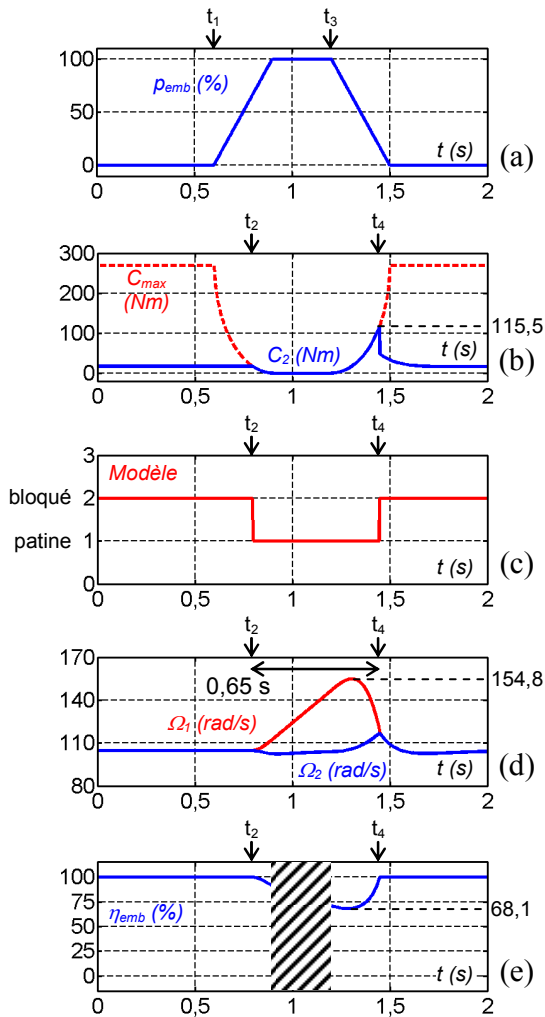 t1 t3
100
50
0
p_emb (%)
t (s)
0 0,5 1 1,5 2
(a)
t2 t4
300
200
100
0
C_max
(Nm)
C2 (Nm)
115,5
t (s)
0 0,5 1 1,5 2
(b)
t2 t4
3
bloqué 2
patine 1
0
Modèle
t (s)
0 0,5 1 1,5 2
(c)
t2 t4
170
140
110
80
0,65 s
154,8
Ω1 (rad/s)
Ω2 (rad/s)
t (s)
0 0,5 1 1,5 2
(d)
t2 t4
100
75
50
25
0
η_emb (%)
68,1
t (s)
0 0,5 1 1,5 2
(e)